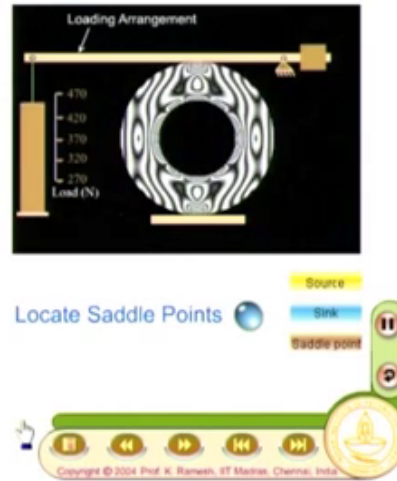 Loading Arrangement
470
420
370
320
270
Load (N)
Source
Locate Saddle Points
Sink
Saddle point
Copyright © 2004 Prof. K. Ramesh, IIT Madras, Chennai, India